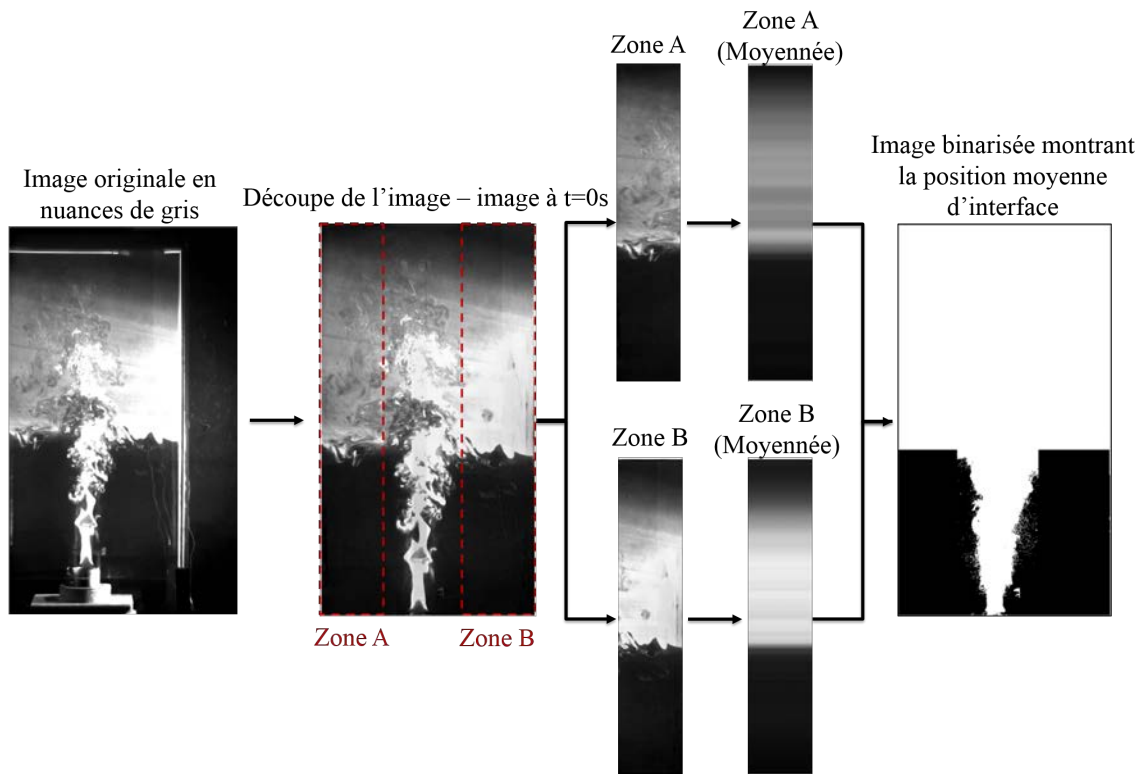 Image originale en
nuances de gris
Découpe de l’image – image à t=0s
Zone A
Zone B
Zone A
Zone A
(Moyennée)
Zone B
Zone B
(Moyennée)
Image binarisée montrant
la position moyenne
d’interface